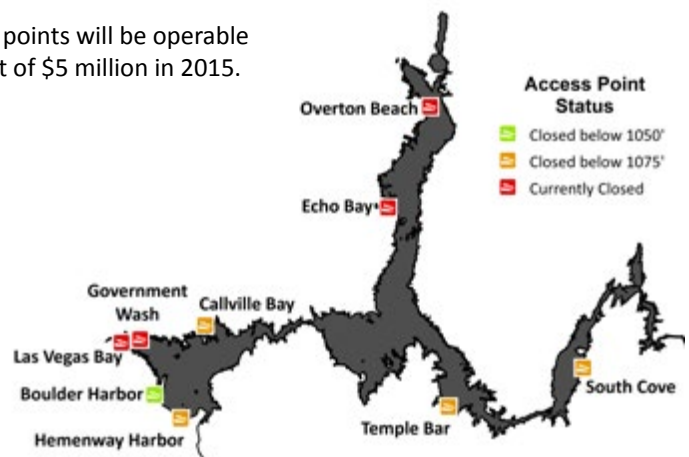 points will be operable
t of $5 million in 2015.
Access Point
Status
Closed below 1050'
Closed below 1075'
Currently Closed
Overton Beach
Echo Bay
Government
Wash
Callville Bay
Las Vegas Bay
Boulder Harbor
Hemenway Harbor
Temple Bar
South Cove